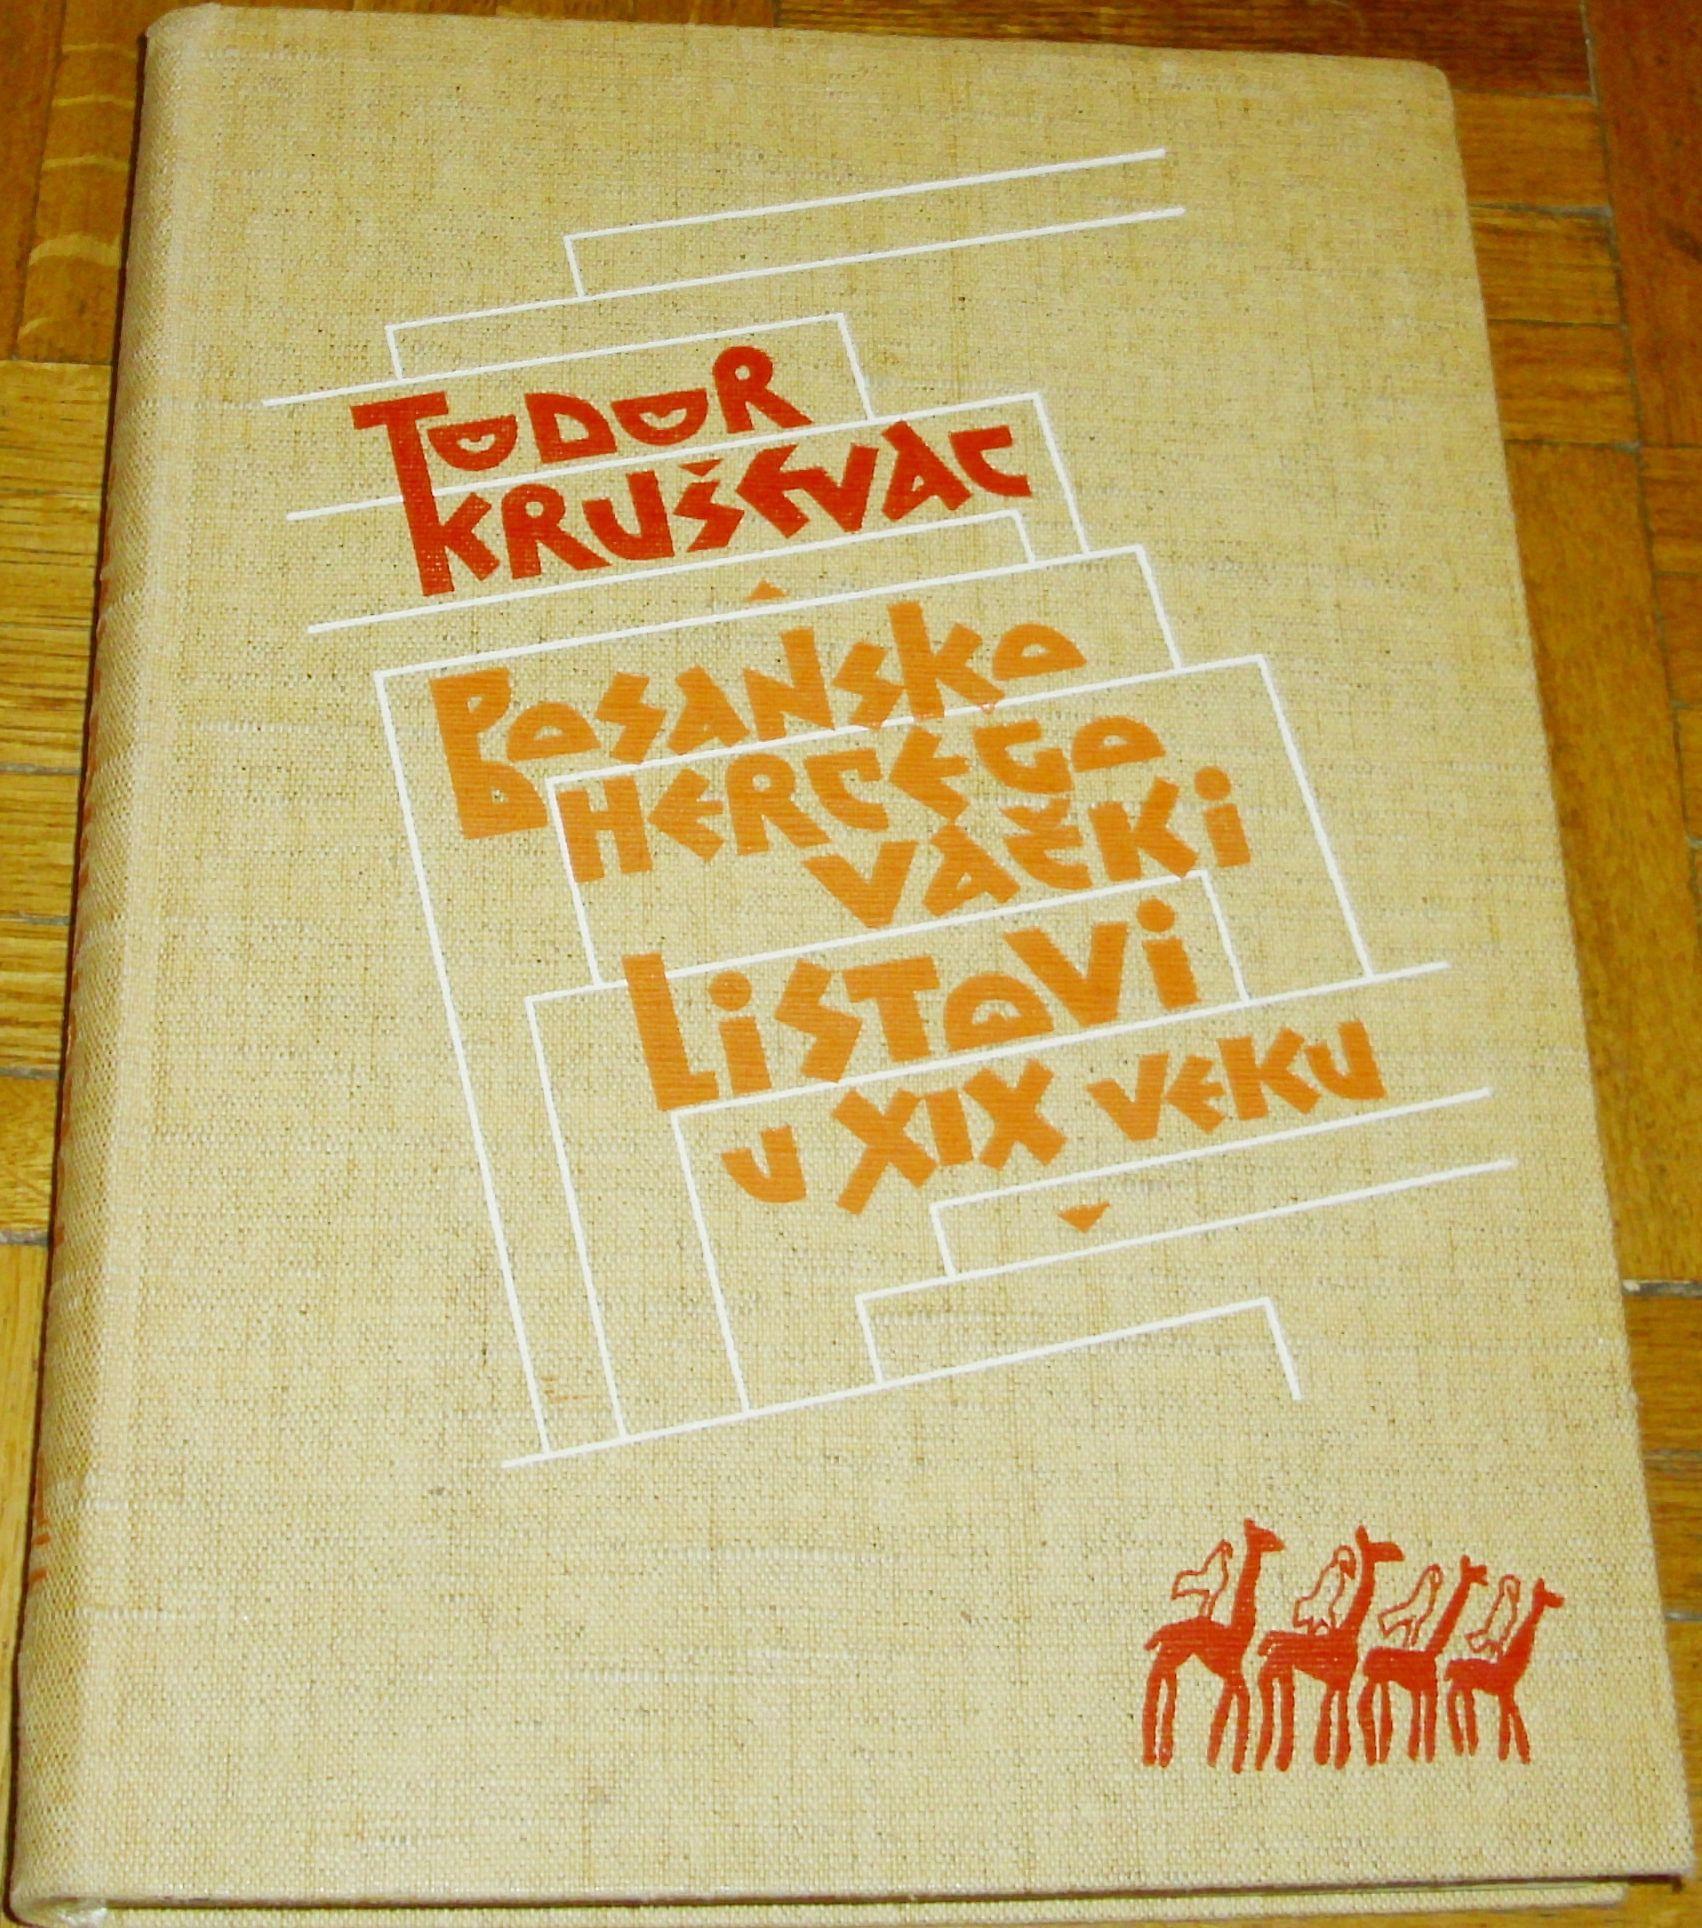 TODOR
KRUŠEVAC
BOSANSKO
HERCEGO
VAČKI
LiSTOVi
U XIX VEKU